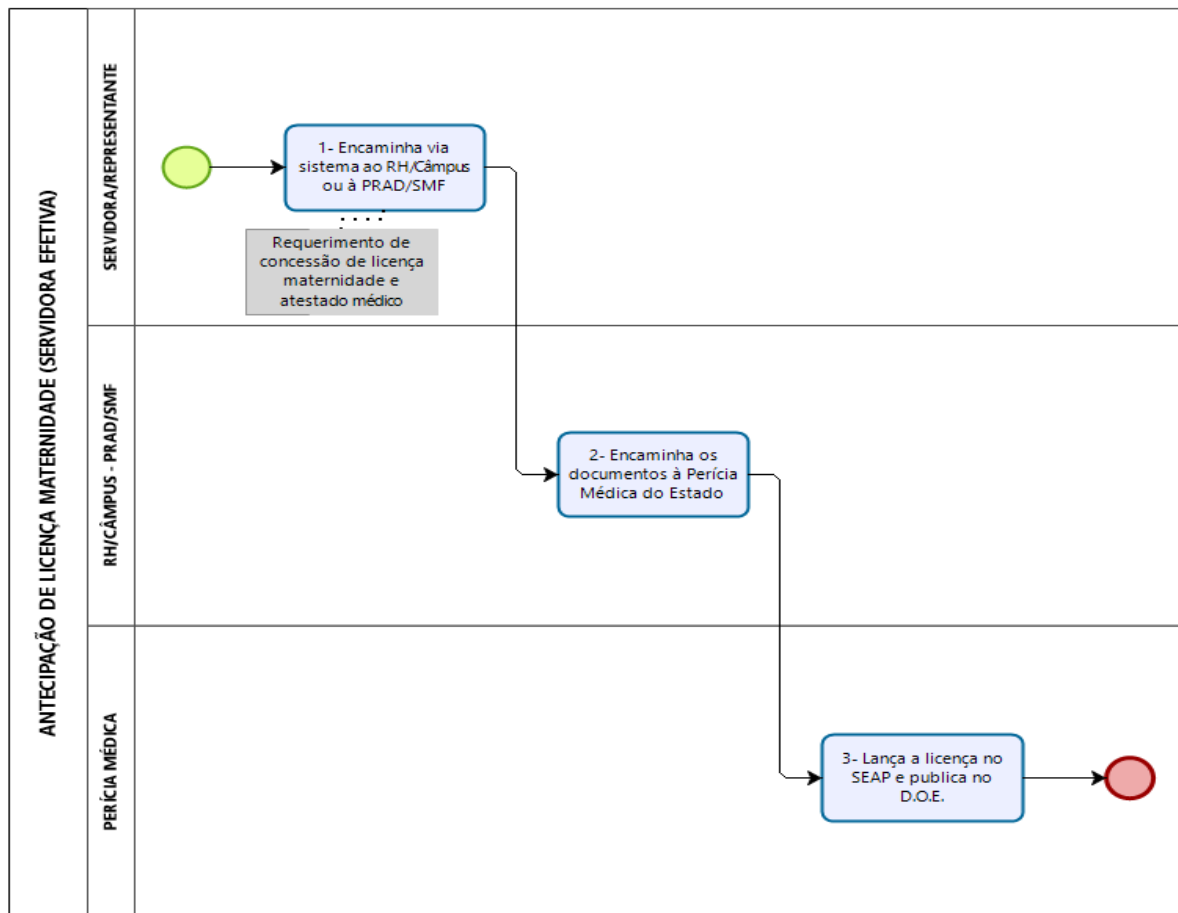 ANTECIPAÇÃO DE LICENÇA MATERNIDADE (SERVIDORA EFETIVA)
SERVIDORA/REPRESENTANTE
1- Encaminha via
sistema ao RH/Câmpus
ou à PRAD/SMF
Requerimento de
concessão de licença
maternidade e
atestado médico
RH/CÂMPUS - PRAD/SMF
2- Encaminha os
documentos à Perícia
Médica do Estado
PERÍCIA MÉDICA
3- Lança a licença no
SEAP e publica no
D.O.E.